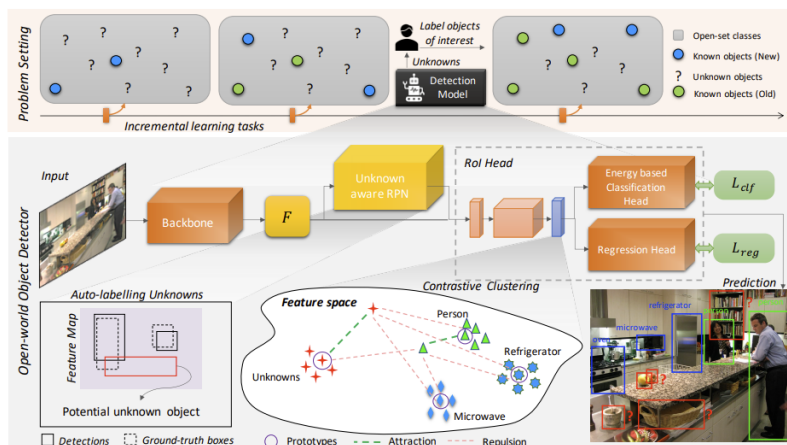 Problem Setting
?
?
?
?
?
?
?
?
?
?
?
?
Label objects
of interest
Unknowns
Detection
Model
?
?
?
?
?
Open-set classes
Known objects (New)
? Unknown objects
Known objects (Old)
Incremental learning tasks
Open-world Object Detector
Input
Backbone
F
Unknown
aware RPN
RoI Head
Energy based
Classification
Head
Regression Head
L_clf
L_reg
Prediction
Auto-labelling Unknowns
Feature Map
Potential unknown object
Detections
Ground-truth boxes
Contrastive Clustering
Feature space
Person
Unknowns
Refrigerator
Microwave
Prototypes
Attraction
Repulsion
refrigerator
microwave
?
?
?
?